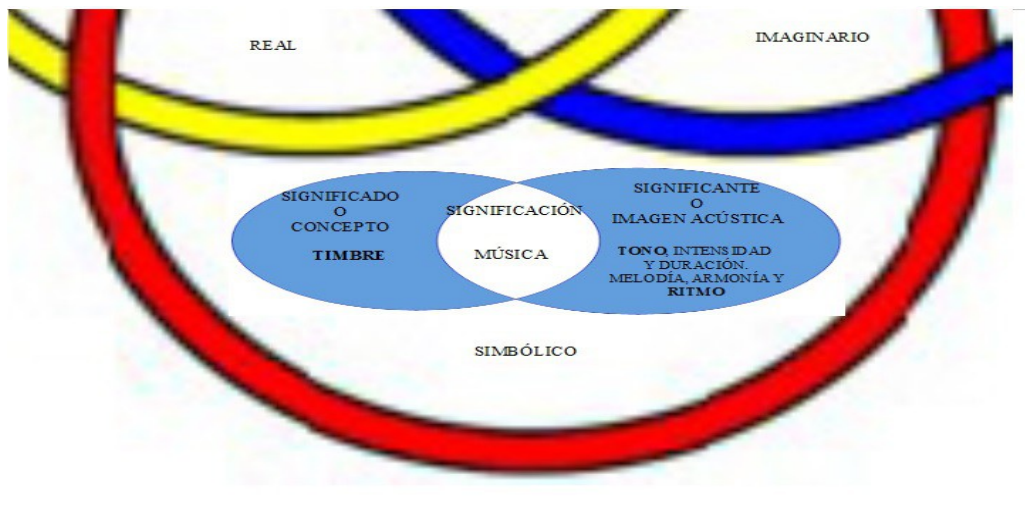 REAL
IMAGINARIO
SIGNIFICADO
O
CONCEPTO
TIMBRE
SIGNIFICACIÓN
MÚSICA
SIGNIFICANTE
O
IMAGEN ACÚSTICA
TONO, INTENSIDAD
Y DURACIÓN.
MELODÍA, ARMONÍA Y
RITMO
SIMBÓLICO